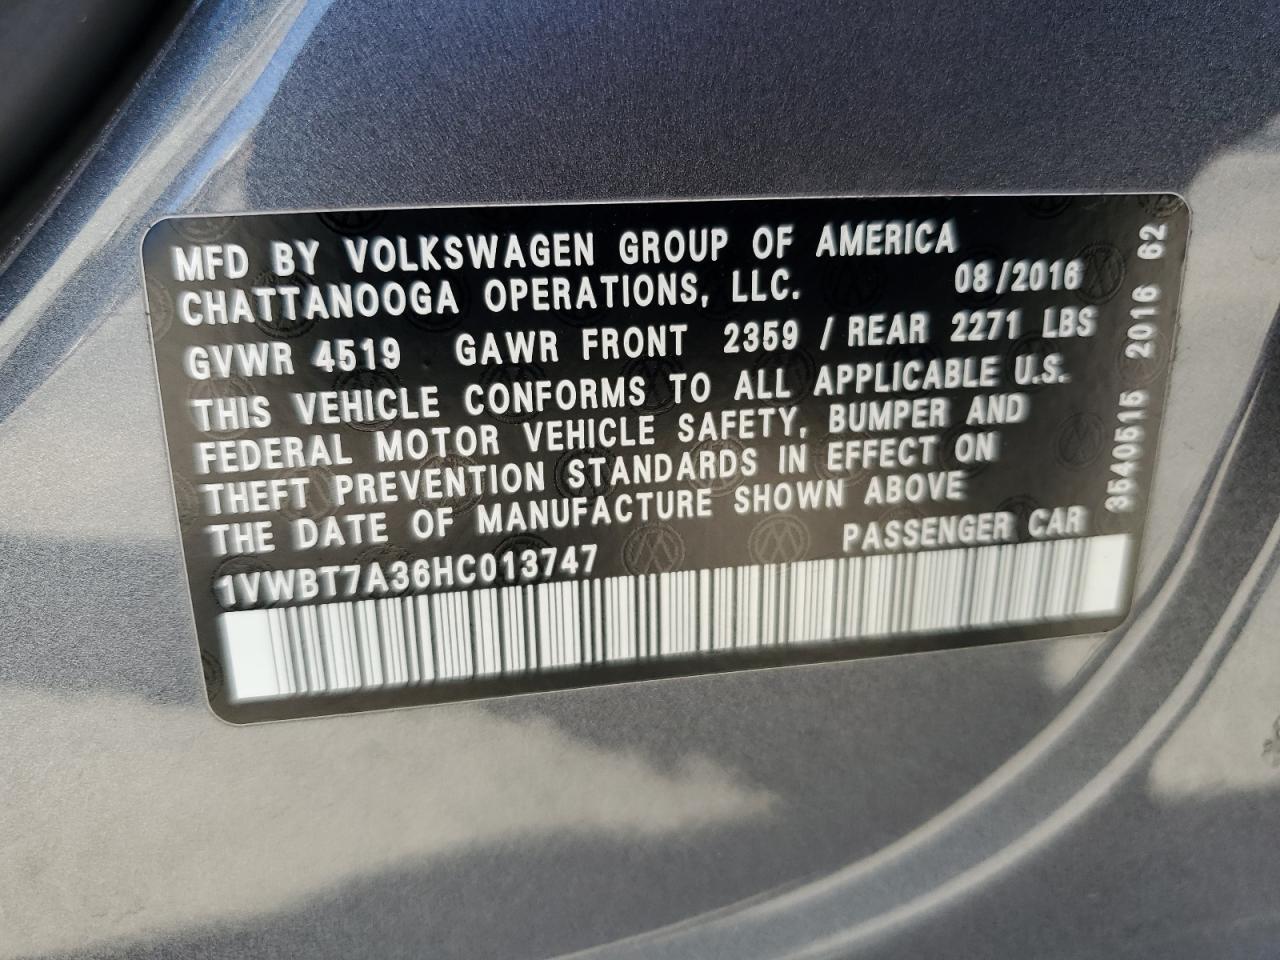 MFD BY VOLKSWAGEN GROUP OF AMERICA
CHATTANOOGA OPERATIONS, LLC. 08/2016
GVWR 4519 GAWR FRONT 2359 / REAR 2271 LBS
THIS VEHICLE CONFORMS TO ALL APPLICABLE U.S.
FEDERAL MOTOR VEHICLE SAFETY, BUMPER AND
THEFT PREVENTION STANDARDS IN EFFECT ON
THE DATE OF MANUFACTURE SHOWN ABOVE
1VWBT7A36HC013747 PASSENGER CAR
3540515 2016 62